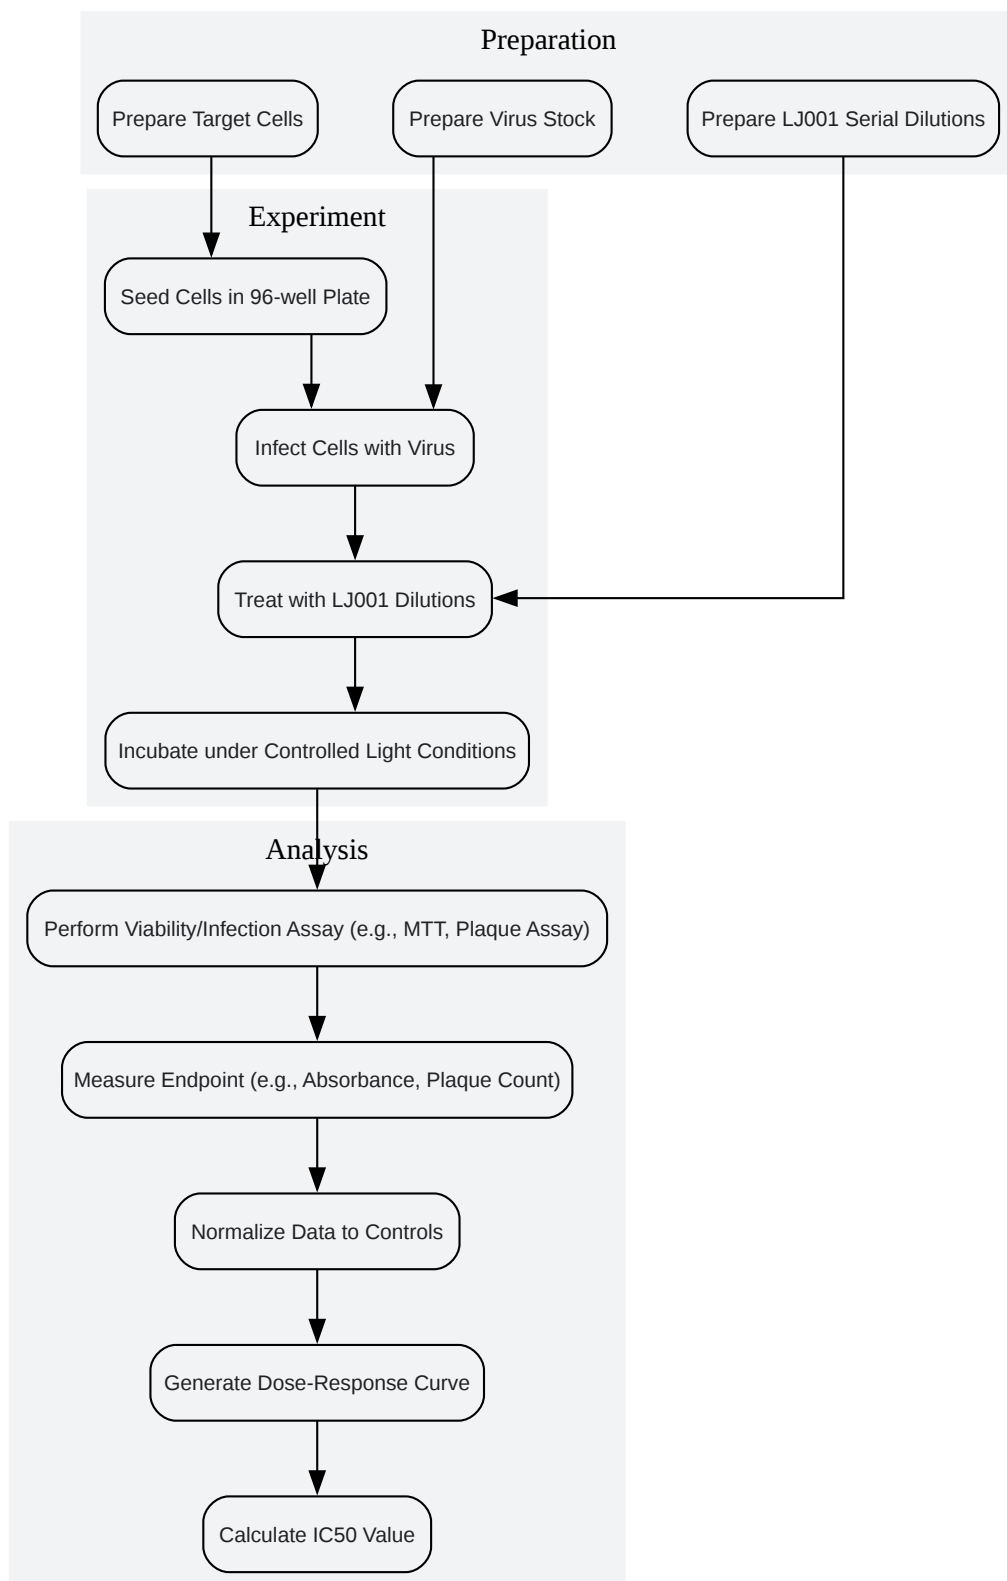 Preparation
Prepare Target Cells
Prepare Virus Stock
Prepare LJ001 Serial Dilutions
Experiment
Seed Cells in 96-well Plate
Infect Cells with Virus
Treat with LJ001 Dilutions
Incubate under Controlled Light Conditions
Analysis
Perform Viability/Infection Assay (e.g., MTT, Plaque Assay)
Measure Endpoint (e.g., Absorbance, Plaque Count)
Normalize Data to Controls
Generate Dose-Response Curve
Calculate IC50 Value